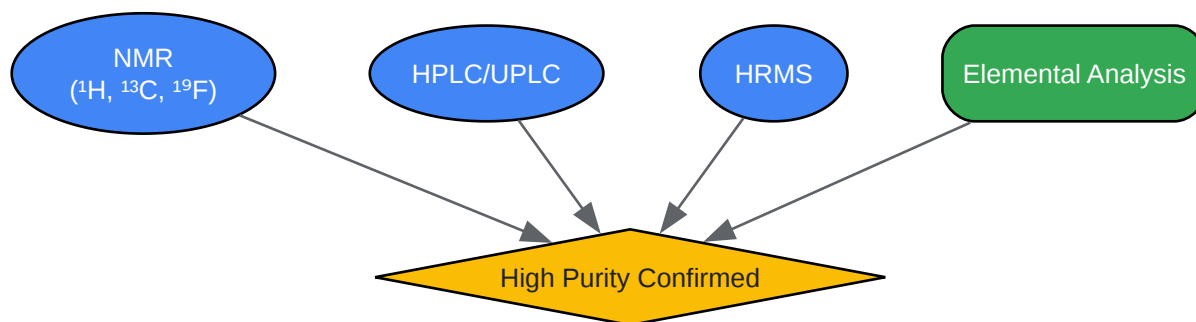 NMR
(¹H, ¹³C, ¹⁹F)
HPLC/UPLC
HRMS
Elemental Analysis
High Purity Confirmed